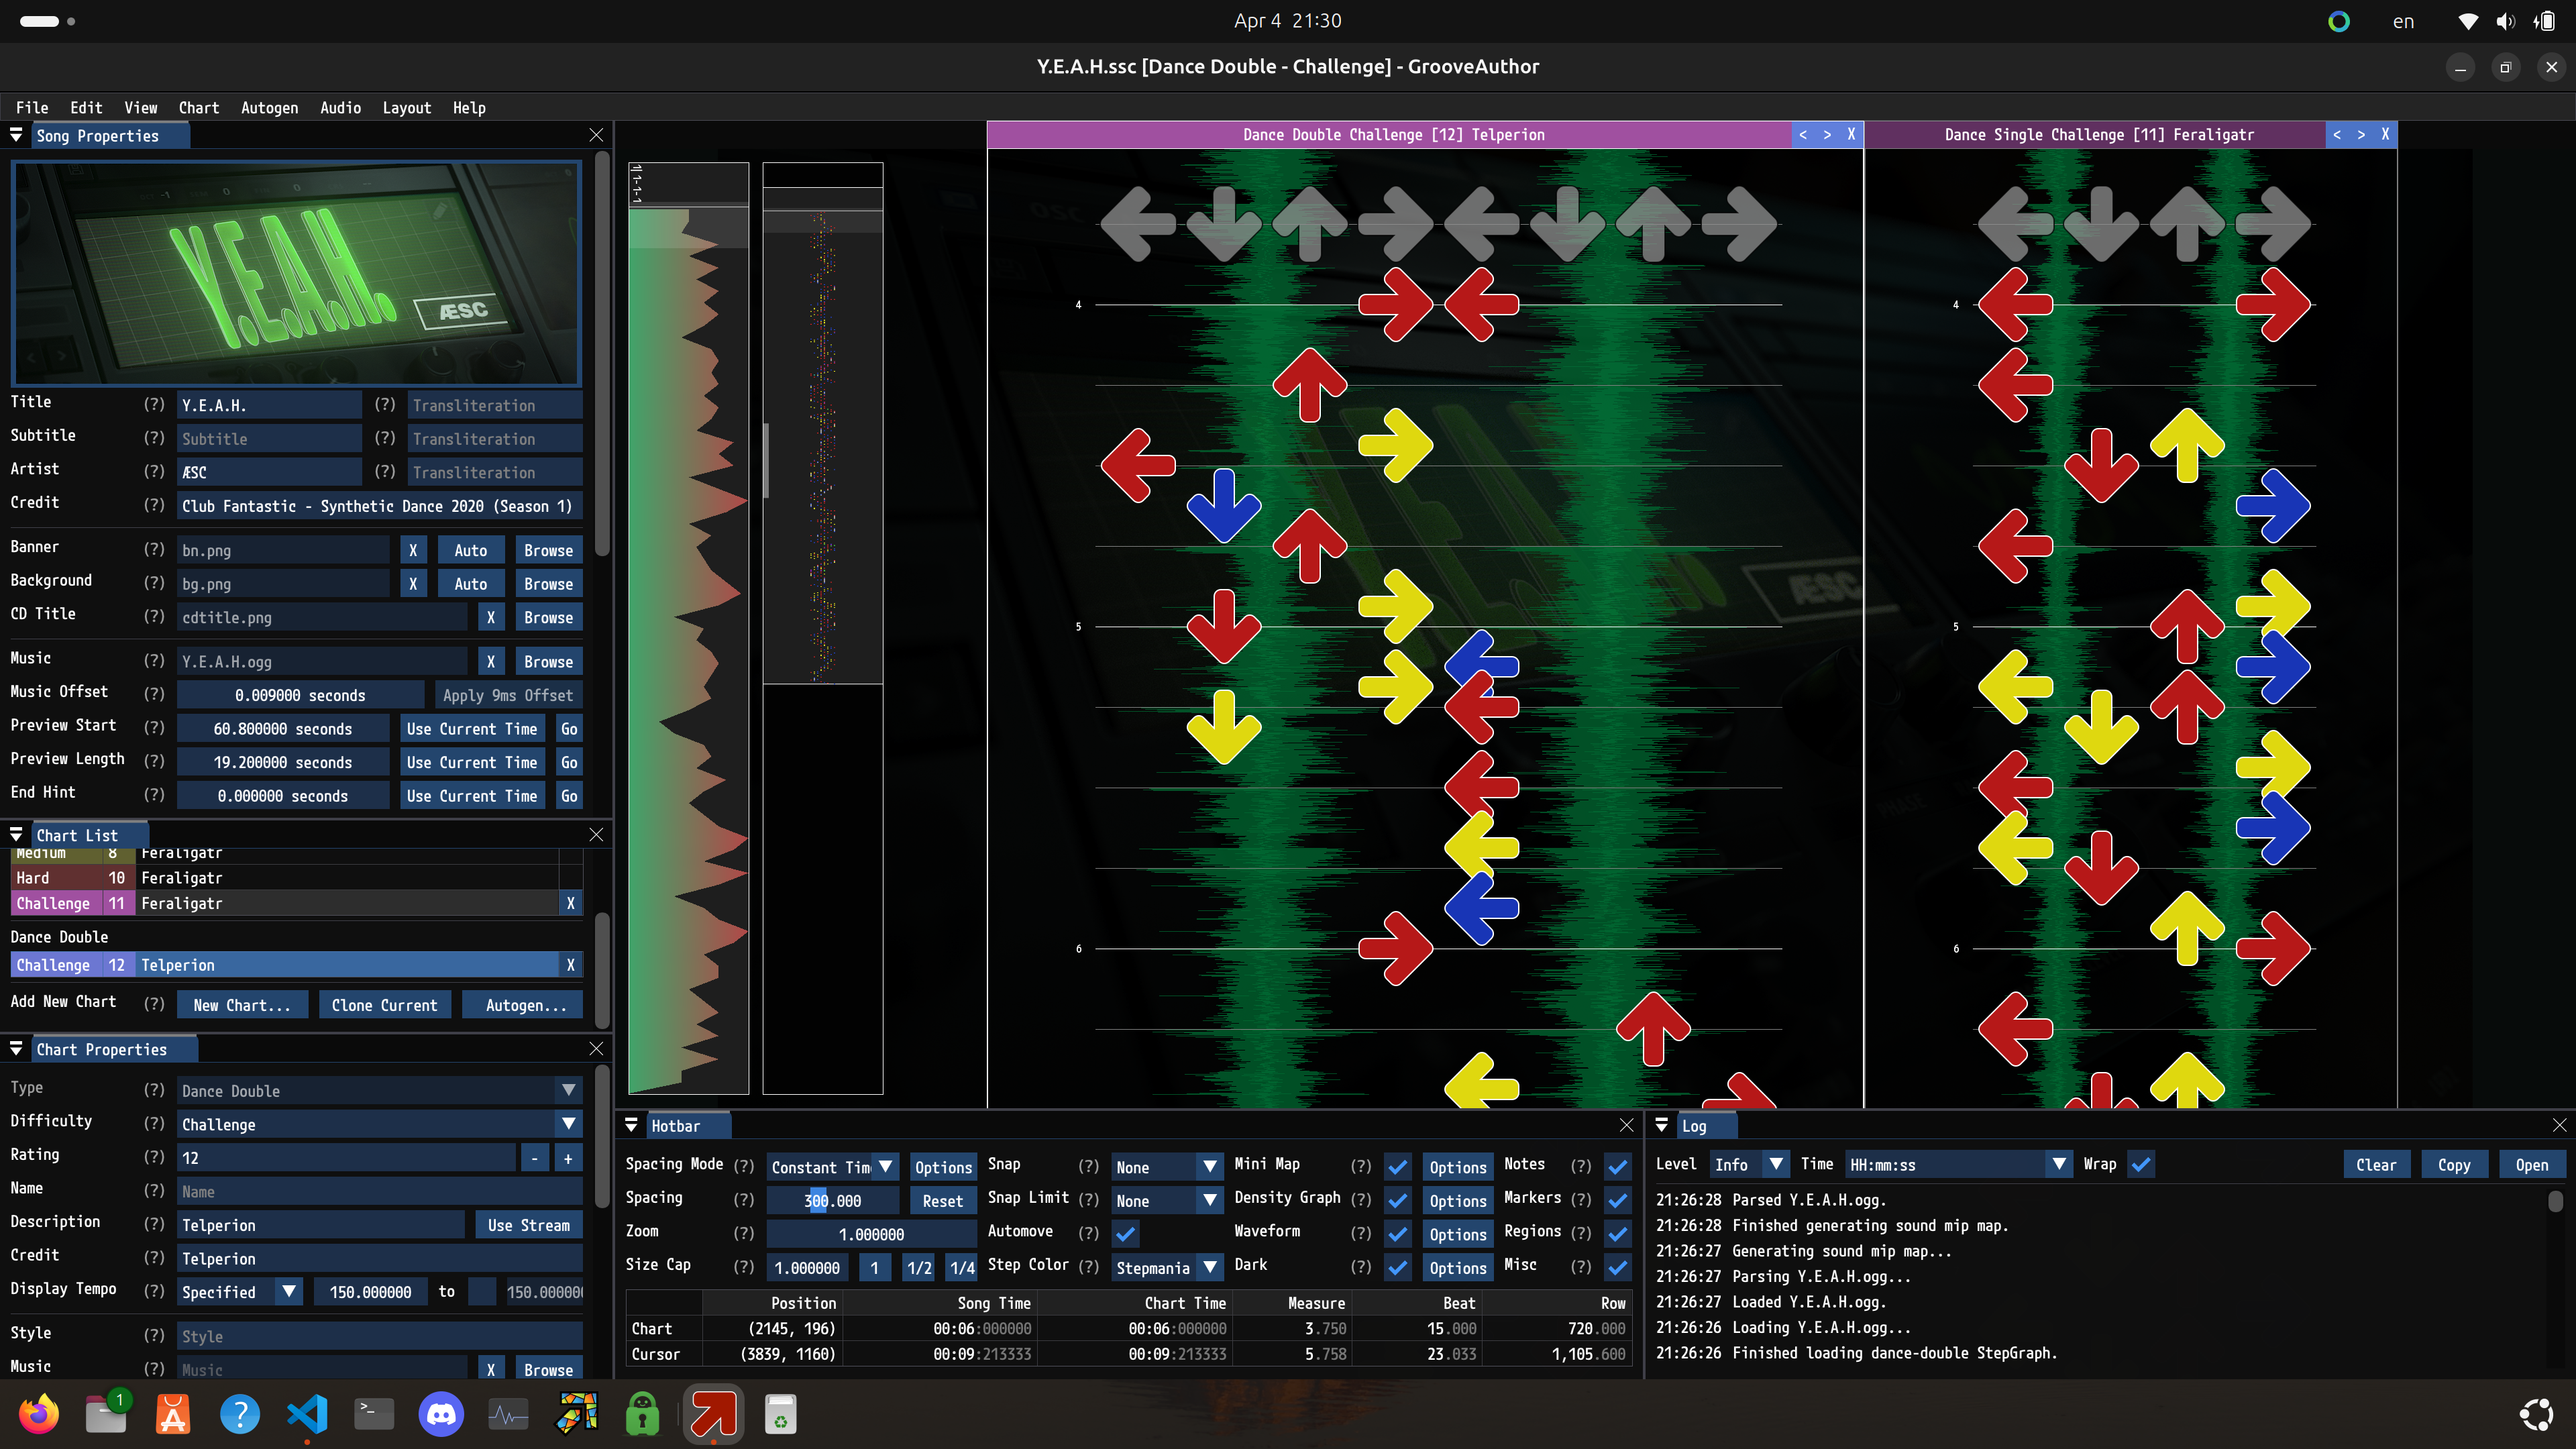 Apr 4 21:30
en
Y.E.A.H.ssc [Dance Double - Challenge] - GrooveAuthor
File Edit View Chart Autogen Audio Layout Help
Song Properties
Y.E.A.H.
ÆSC
Title (?) Y.E.A.H. (?) Transliteration
Subtitle (?) Subtitle (?) Transliteration
Artist (?) ÆSC (?) Transliteration
Credit (?) Club Fantastic - Synthetic Dance 2020 (Season 1)
Banner (?) bn.png X Auto Browse
Background (?) bg.png X Auto Browse
CD Title (?) cdtitle.png X Browse
Music (?) Y.E.A.H.ogg X Browse
Music Offset (?) 0.009000 seconds Apply 9ms Offset
Preview Start (?) 60.800000 seconds Use Current Time Go
Preview Length (?) 19.200000 seconds Use Current Time Go
End Hint (?) 0.000000 seconds Use Current Time Go
Chart List
Medium 8 Feraligatr
Hard 10 Feraligatr
Challenge 11 Feraligatr X
Dance Double
Challenge 12 Telperion X
Add New Chart (?) New Chart... Clone Current Autogen...
Chart Properties
Type (?) Dance Double
Difficulty (?) Challenge
Rating (?) 12 - +
Name (?) Name
Description (?) Telperion Use Stream
Credit (?) Telperion
Display Tempo (?) Specified 150.000000 to 150.000000
Style (?) Style
Music (?) Music X Browse
1-1-1
Dance Double Challenge [12] Telperion < > X
4
5
6
Dance Single Challenge [11] Feraligatr < > X
4
5
6
ÆSC
Hotbar
Spacing Mode (?) Constant Tim Options Snap (?) None Mini Map (?) Options Notes (?)
Spacing (?) 300.000 Reset Snap Limit (?) None Density Graph (?) Options Markers (?)
Zoom (?) 1.000000 Automove (?) Waveform (?) Options Regions (?)
Size Cap (?) 1.000000 1 1/2 1/4 Step Color (?) Stepmania Dark (?) Options Misc (?)
Position Song Time Chart Time Measure Beat Row
Chart (2145, 196) 00:06:000000 00:06:000000 3.750 15.000 720.000
Cursor (3839, 1160) 00:09:213333 00:09:213333 5.758 23.033 1,105.600
Log
Level Info Time HH:mm:ss Wrap Clear Copy Open
21:26:28 Parsed Y.E.A.H.ogg.
21:26:28 Finished generating sound mip map.
21:26:27 Generating sound mip map...
21:26:27 Parsing Y.E.A.H.ogg...
21:26:27 Loaded Y.E.A.H.ogg.
21:26:26 Loading Y.E.A.H.ogg...
21:26:26 Finished loading dance-double StepGraph.
1